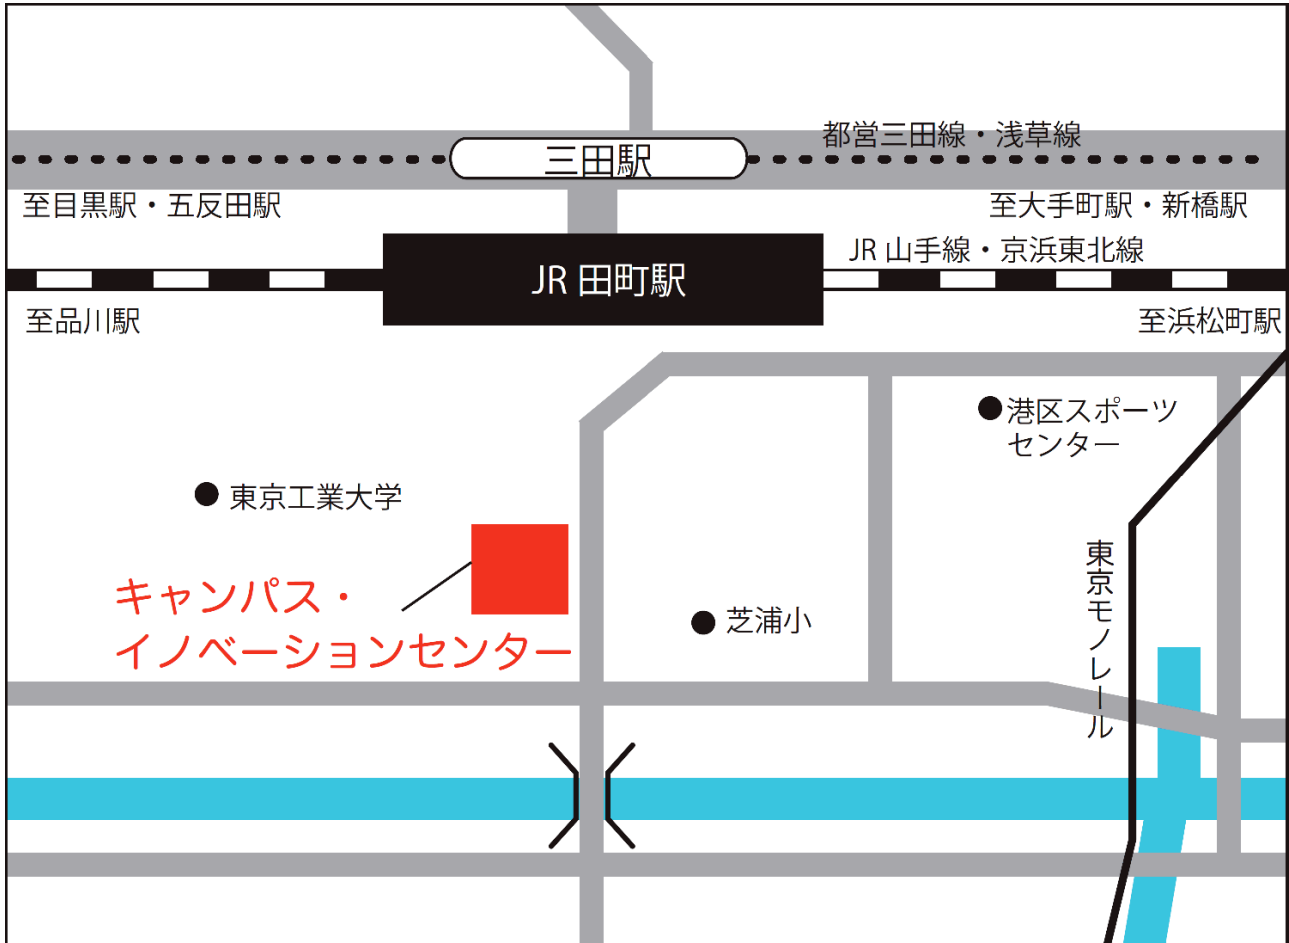 都営三田線・浅草線
三田駅
至目黒駅・五反田駅
至大手町駅・新橋駅
JR 山手線・京浜東北線
JR 田町駅
至品川駅
至浜松町駅
港区スポーツ
センター
東京工業大学
キャンパス・
イノベーションセンター
芝浦小
東京モノレール